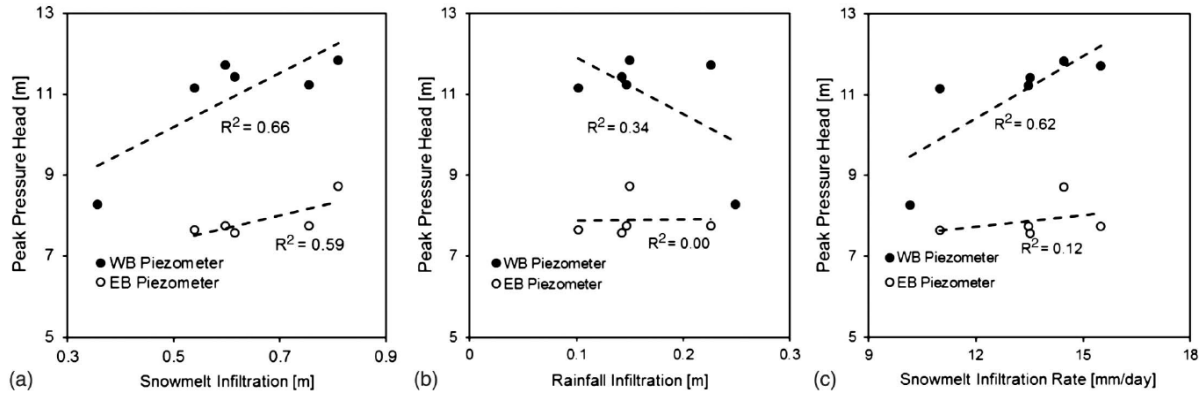 13
11
9
7
5
Peak Pressure Head [m]
R² = 0.66
R² = 0.59
WB Piezometer
EB Piezometer
0.3
0.5
0.7
0.9
(a)
Snowmelt Infiltration [m]
13
11
9
7
5
Peak Pressure Head [m]
R² = 0.34
R² = 0.00
WB Piezometer
EB Piezometer
0
0.1
0.2
0.3
(b)
Rainfall Infiltration [m]
13
11
9
7
5
Peak Pressure Head [m]
R² = 0.62
R² = 0.12
WB Piezometer
EB Piezometer
9
12
15
18
(c)
Snowmelt Infiltration Rate [mm/day]